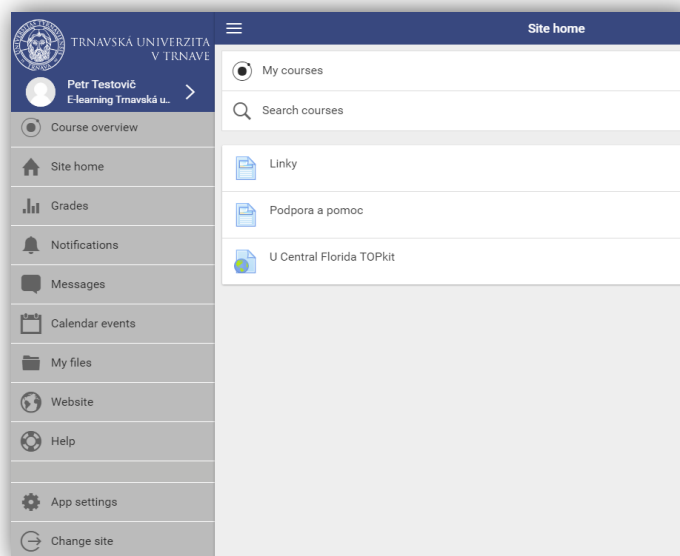 TRNAVSKÁ UNIVERZITA
V TRNAVE
Petr Testovič
E-learning Trnavská u..
Course overview
Site home
Grades
Notifications
Messages
Calendar events
My files
Website
Help
App settings
Change site
Site home
My courses
Search courses
Linky
Podpora a pomoc
U Central Florida TOPkit